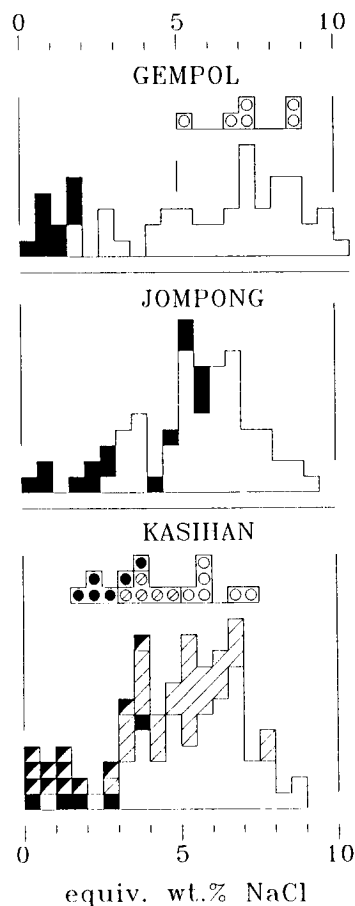 0 5 10
GEMPOL
JOMPONG
KASIHAN
0 5 10
equiv. wt.% NaCl